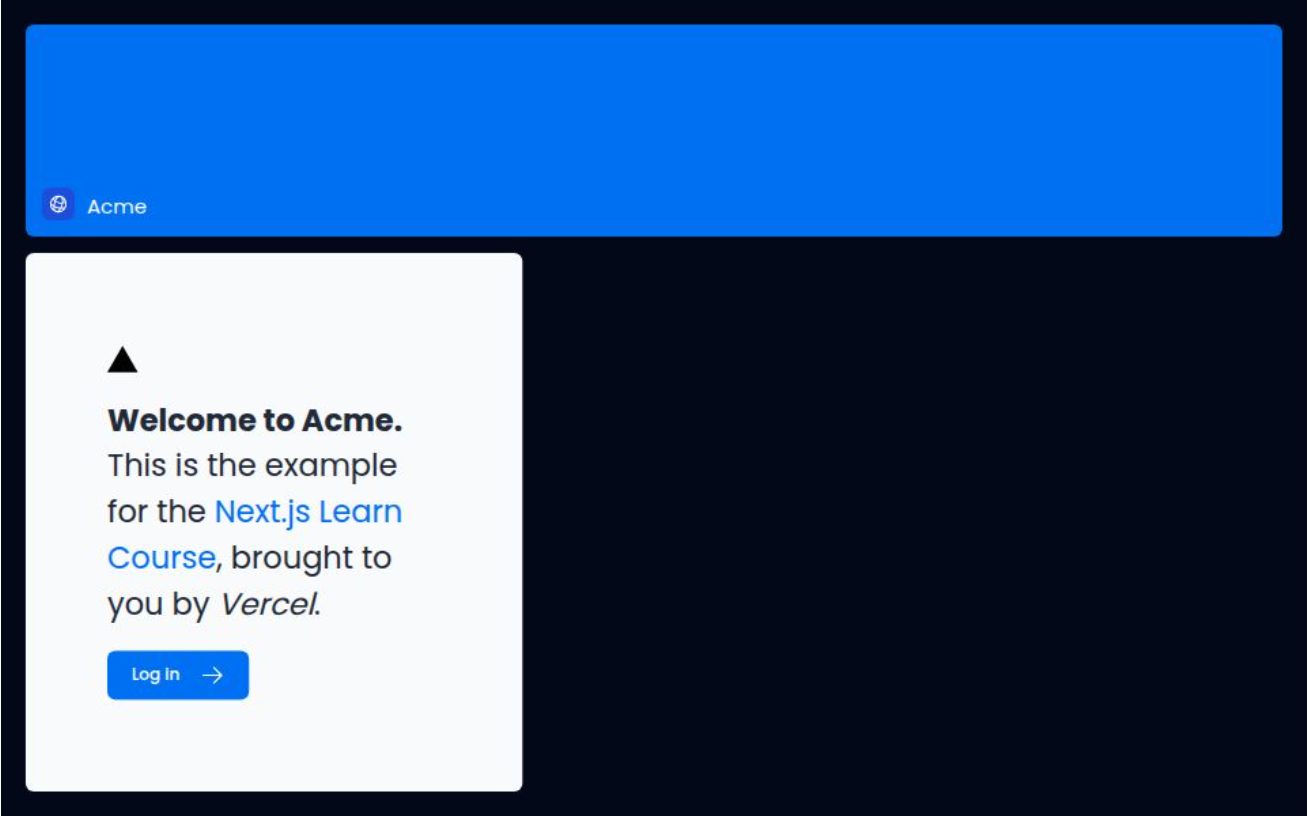 Acme
Welcome to Acme.
This is the example
for the Next.js Learn
Course, brought to
you by Vercel.
Log in